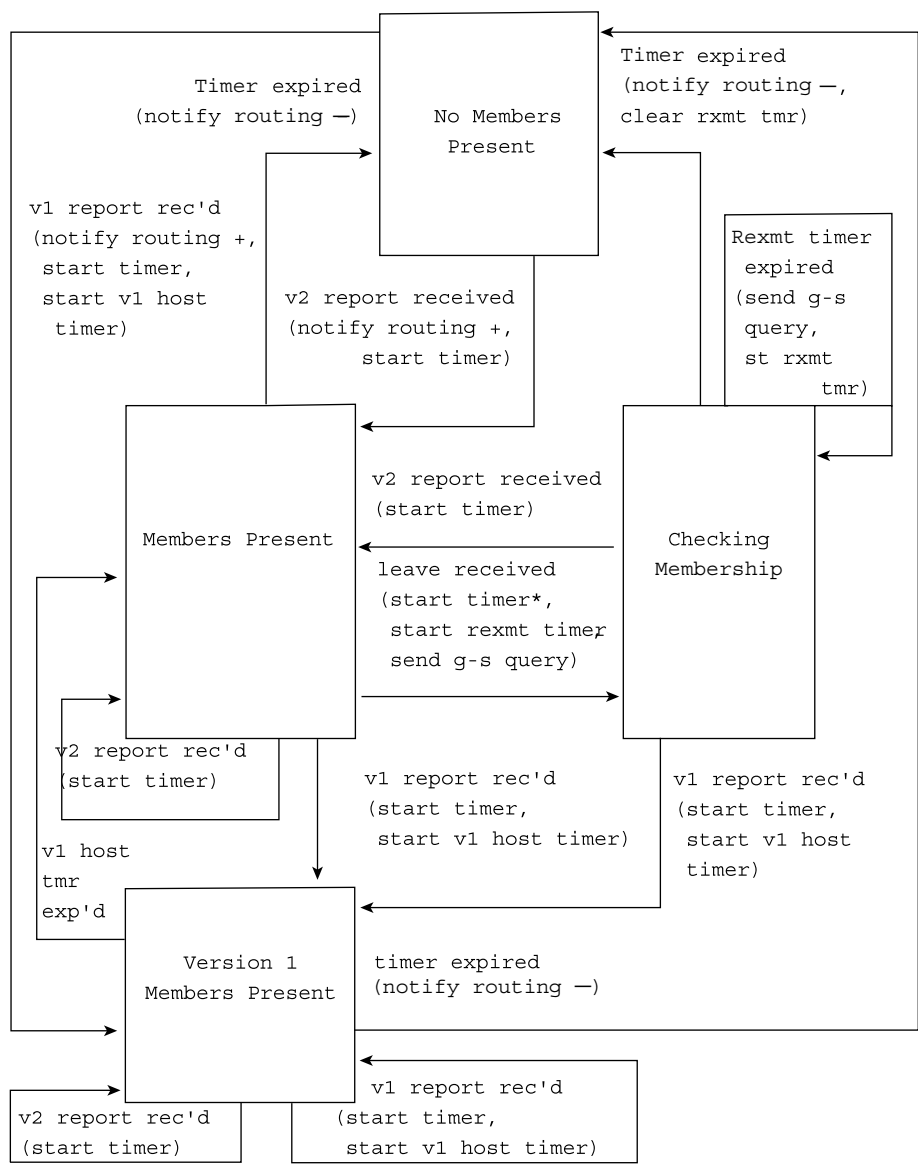 Timer expired
(notify routing —)
No Members
Present
Timer expired
(notify routing —,
clear rxmt tmr)
v1 report rec'd
(notify routing +,
start timer,
start v1 host
timer)
v2 report received
(notify routing +,
start timer)
Rexmt timer
expired
(send g-s
query,
st rxmt
tmr)
Members Present
v2 report received
(start timer)
leave received
(start timer*,
start rexmt timer,
send g-s query)
Checking
Membership
v2 report rec'd
(start timer)
v1 report rec'd
(start timer,
start v1 host timer)
v1 report rec'd
(start timer,
start v1 host
timer)
v1 host
tmr
exp'd
Version 1
Members Present
timer expired
(notify routing —)
v2 report rec'd
(start timer)
v1 report rec'd
(start timer,
start v1 host timer)